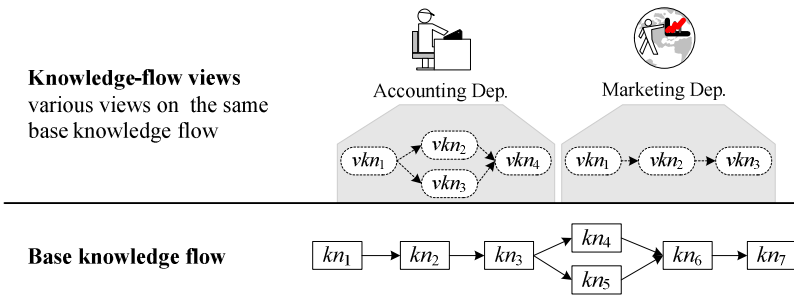 Knowledge-flow views
various views on the same
base knowledge flow
Accounting Dep.
Marketing Dep.
vkn1
vkn2
vkn3
vkn4
vkn1
vkn2
vkn3
Base knowledge flow
kn1
kn2
kn3
kn4
kn5
kn6
kn7